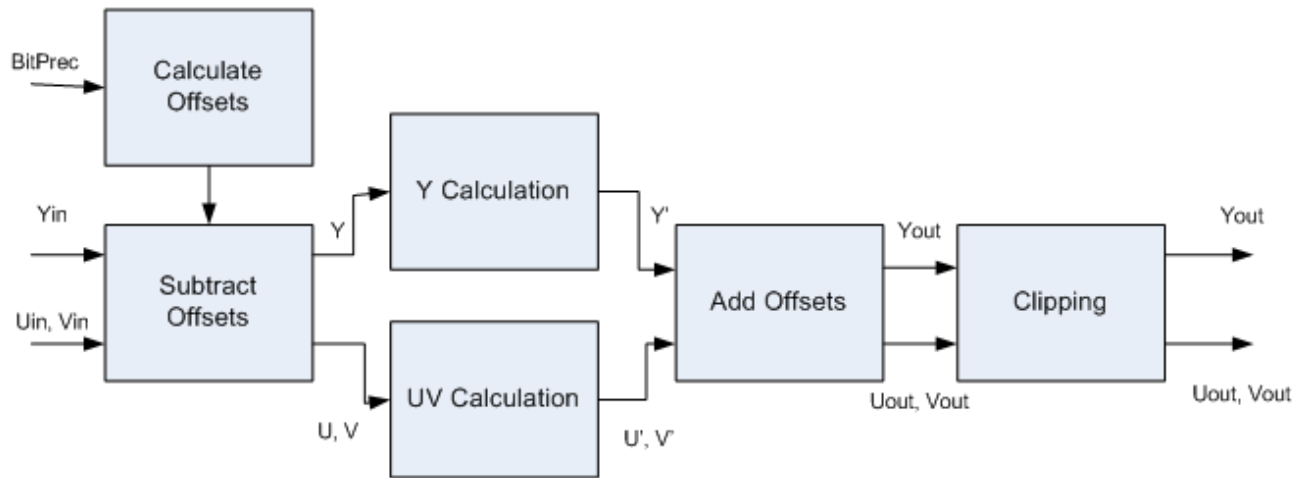 BitPrec
Calculate
Offsets
Yin
Uin, Vin
Subtract
Offsets
Y
U, V
Y Calculation
UV Calculation
Y'
U', V'
Add Offsets
Yout
Uout, Vout
Clipping
Yout
Uout, Vout